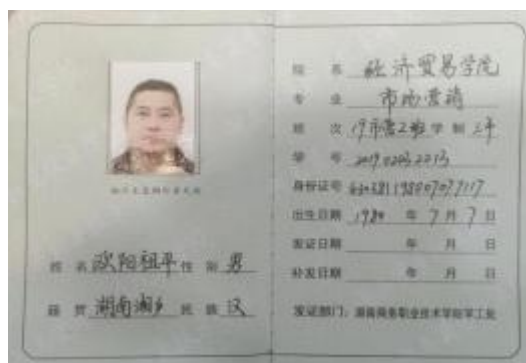 姓名 欧阳祖平 性别 男
籍贯 湖南湘乡 民族 汉
院系 经济贸易学院
专业 市场营销
班次 19市营2班 学制 三年
学号
身份证号
出生日期 1980 年 7 月 7 日
发证日期 年 月 日
补发日期 年 月 日
发证部门：湖南商务职业技术学院学工处